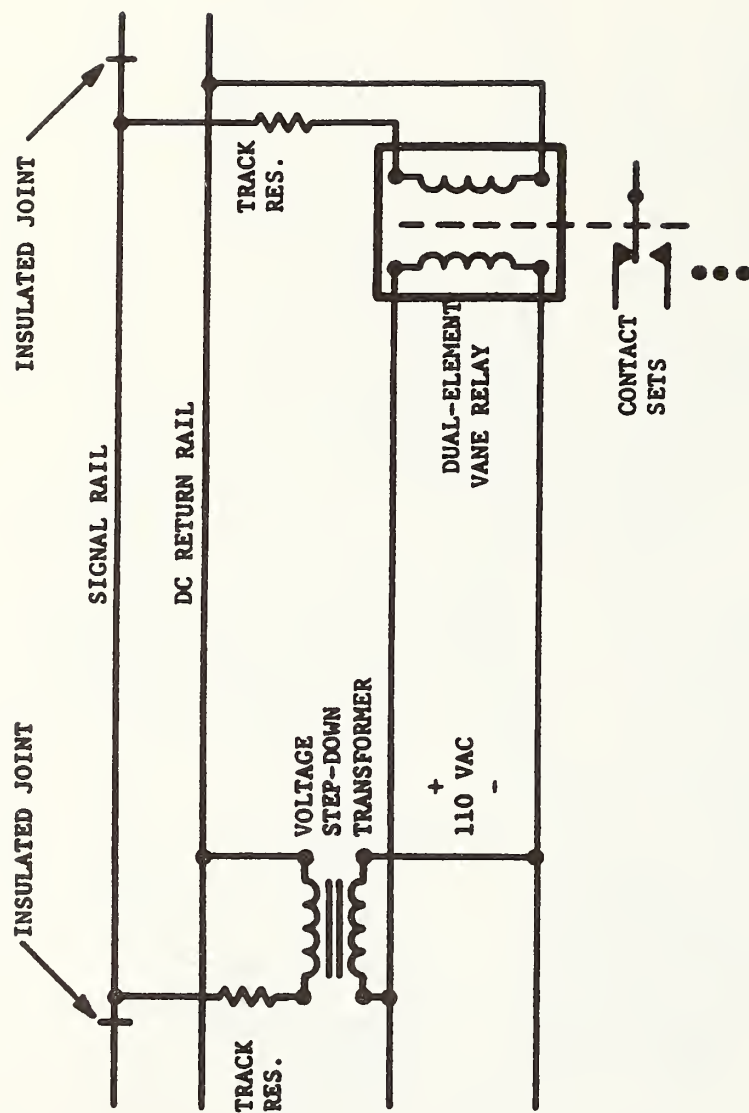 INSULATED JOINT
INSULATED JOINT
SIGNAL RAIL
DC RETURN RAIL
TRACK
RES.
TRACK
RES.
VOLTAGE
STEP-DOWN
TRANSFORMER
+
110 VAC
-
DUAL-ELEMENT
VANE RELAY
CONTACT
SETS